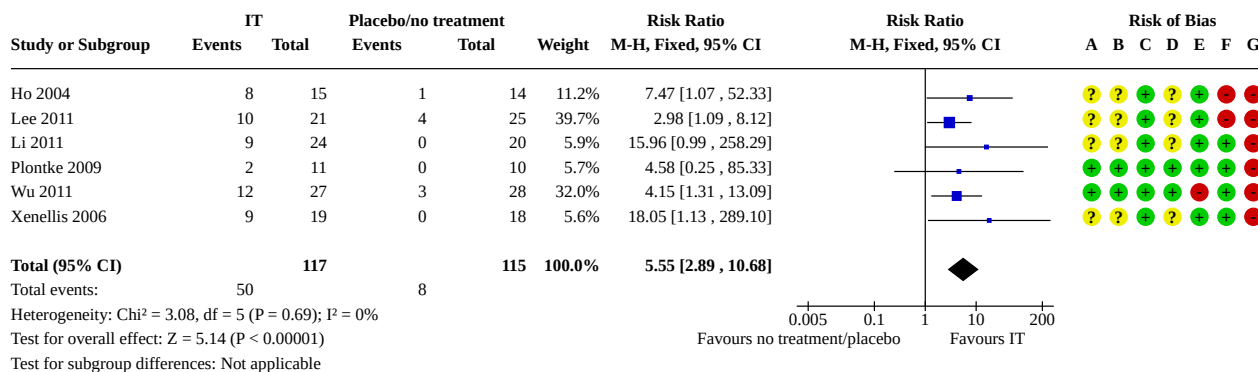 IT Placebo/no treatment Risk Ratio Risk Ratio Risk of Bias
Study or Subgroup Events Total Events Total Weight M-H, Fixed, 95% CI M-H, Fixed, 95% CI A B C D E F G
Ho 2004 8 15 1 14 11.2% 7.47 [1.07 , 52.33] ? ? + ? + - -
Lee 2011 10 21 4 25 39.7% 2.98 [1.09 , 8.12] ? ? + ? + - -
Li 2011 9 24 0 20 5.9% 15.96 [0.99 , 258.29] ? ? + ? + + -
Plontke 2009 2 11 0 10 5.7% 4.58 [0.25 , 85.33] + + + + + + -
Wu 2011 12 27 3 28 32.0% 4.15 [1.31 , 13.09] + + + + - + -
Xenellis 2006 9 19 0 18 5.6% 18.05 [1.13 , 289.10] ? ? + ? + + -
Total (95% CI) 117 115 100.0% 5.55 [2.89 , 10.68]
Total events: 50 8
Heterogeneity: Chi² = 3.08, df = 5 (P = 0.69); I² = 0%
0.005 0.1 1 10 200
Test for overall effect: Z = 5.14 (P < 0.00001) Favours no treatment/placebo Favours IT
Test for subgroup differences: Not applicable